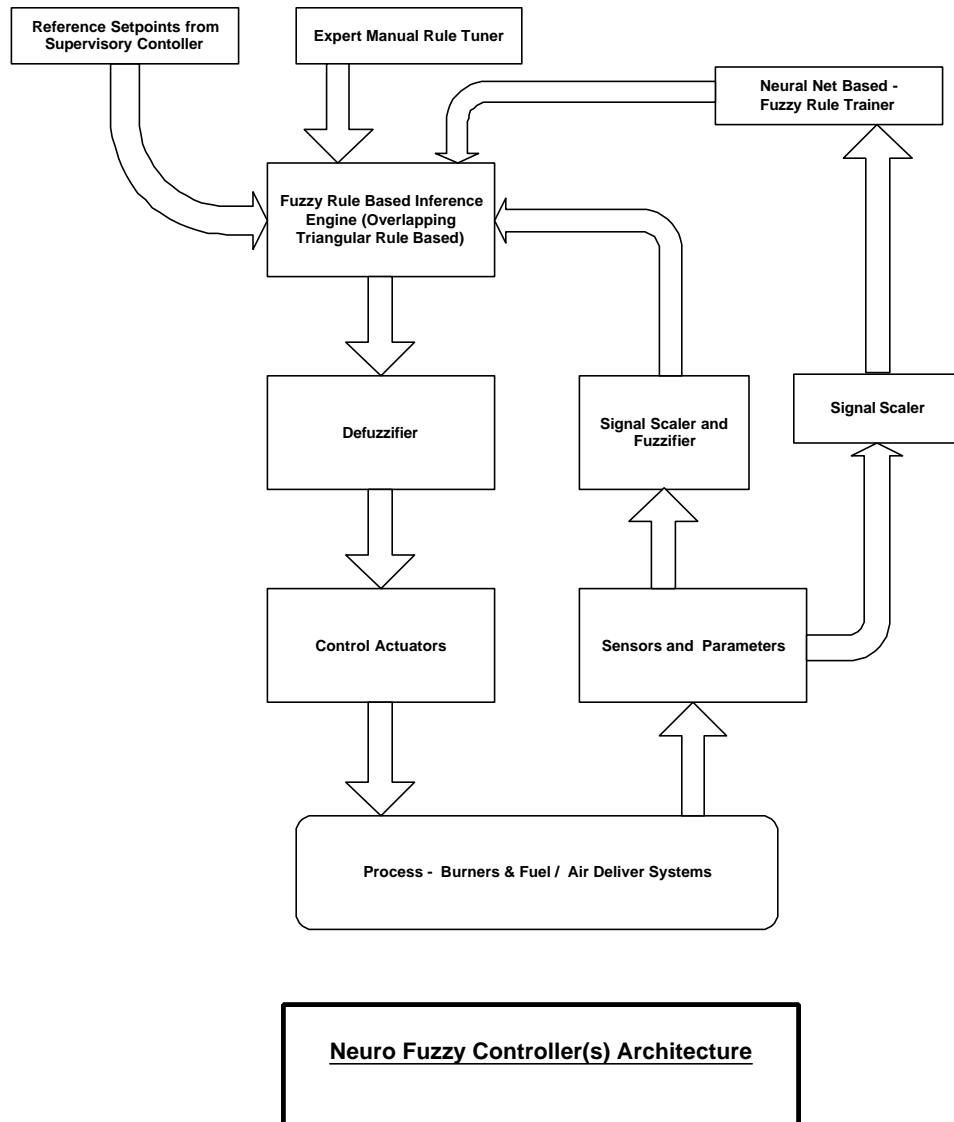 Reference Setpoints from
Supervisory Contoller
Expert Manual Rule Tuner
Neural Net Based -
Fuzzy Rule Trainer
Fuzzy Rule Based Inference
Engine (Overlapping
Triangular Rule Based)
Defuzzifier
Signal Scaler and
Fuzzifier
Signal Scaler
Control Actuators
Sensors and Parameters
Process - Burners & Fuel / Air Deliver Systems
Neuro Fuzzy Controller(s) Architecture